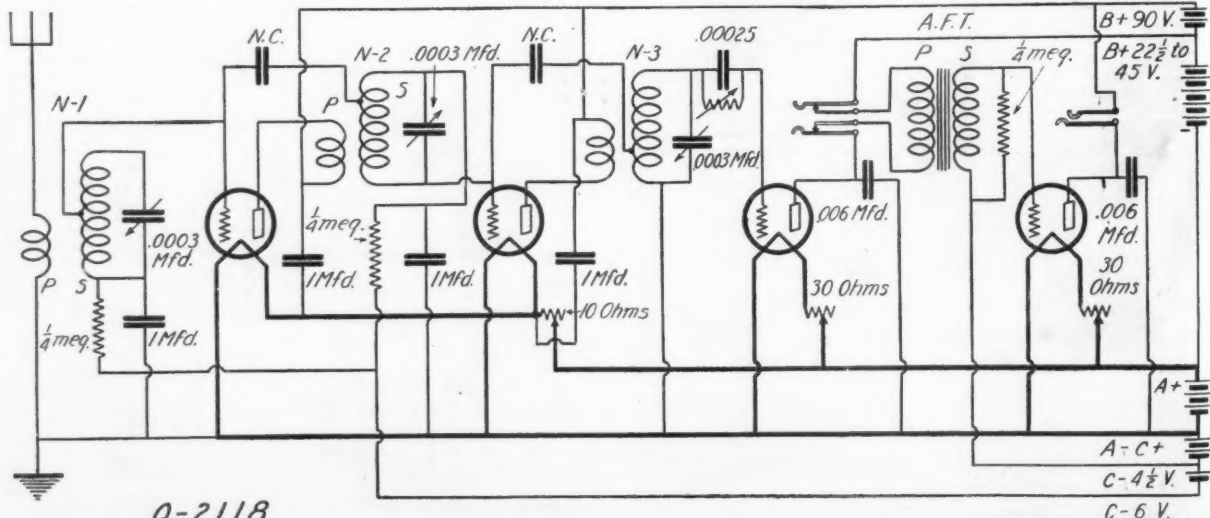 N.C.
N-2
.0003 Mfd.
N.C.
N-3
.00025
A.F.T.
B+90 V.
B+22½ to
45 V.
N-1
P
S
P
S
¼ meg.
-
.0003
Mfd.
.0003 Mfd.
¼ meg.
.006 Mfd.
.006
Mfd.
P
S
1 Mfd.
1 Mfd.
1 Mfd.
1 Mfd.
10 Ohms
30 Ohms
30
Ohms
¼ meg.
A+
A-C+
C-4½ V.
C-6 V.
Q-2118